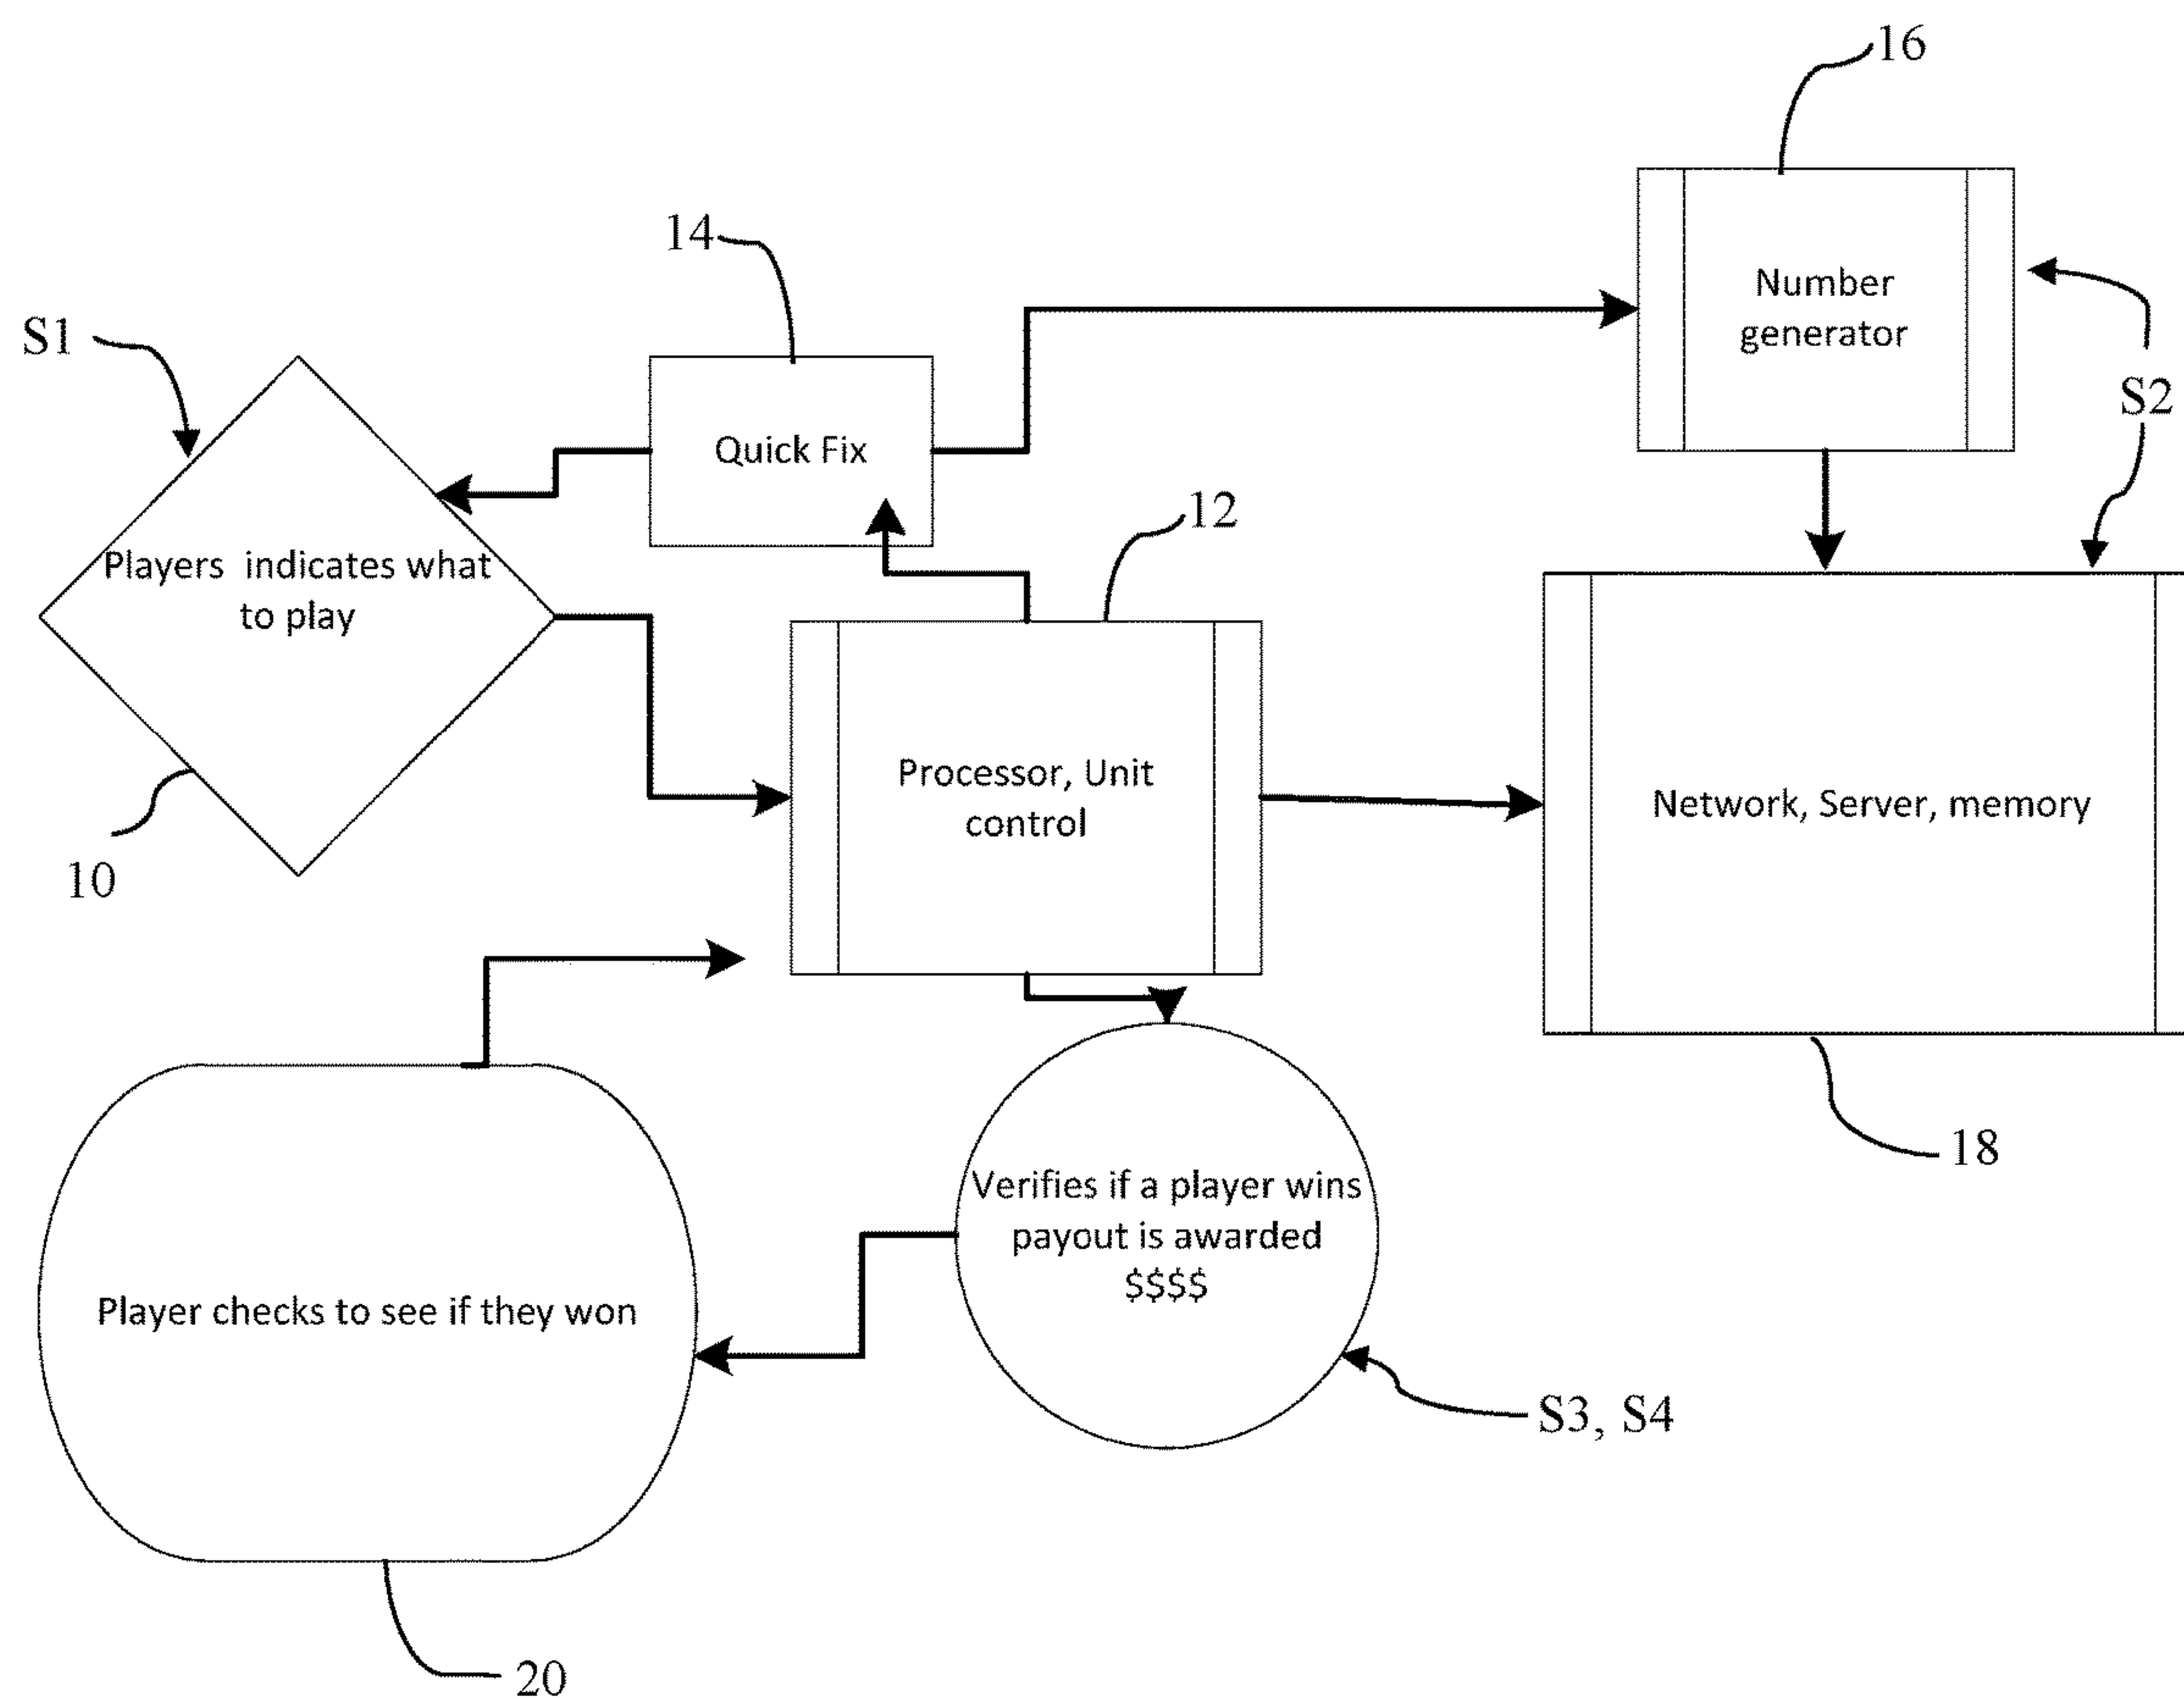 16
14
Number
generator
S1
S2
Quick Fix
12
Players indicates what
to play
Processor, Unit
control
Network, Server, memory
10
18
Verifies if a player wins
payout is awarded
$$$$
Player checks to see if they won
S3, S4
20